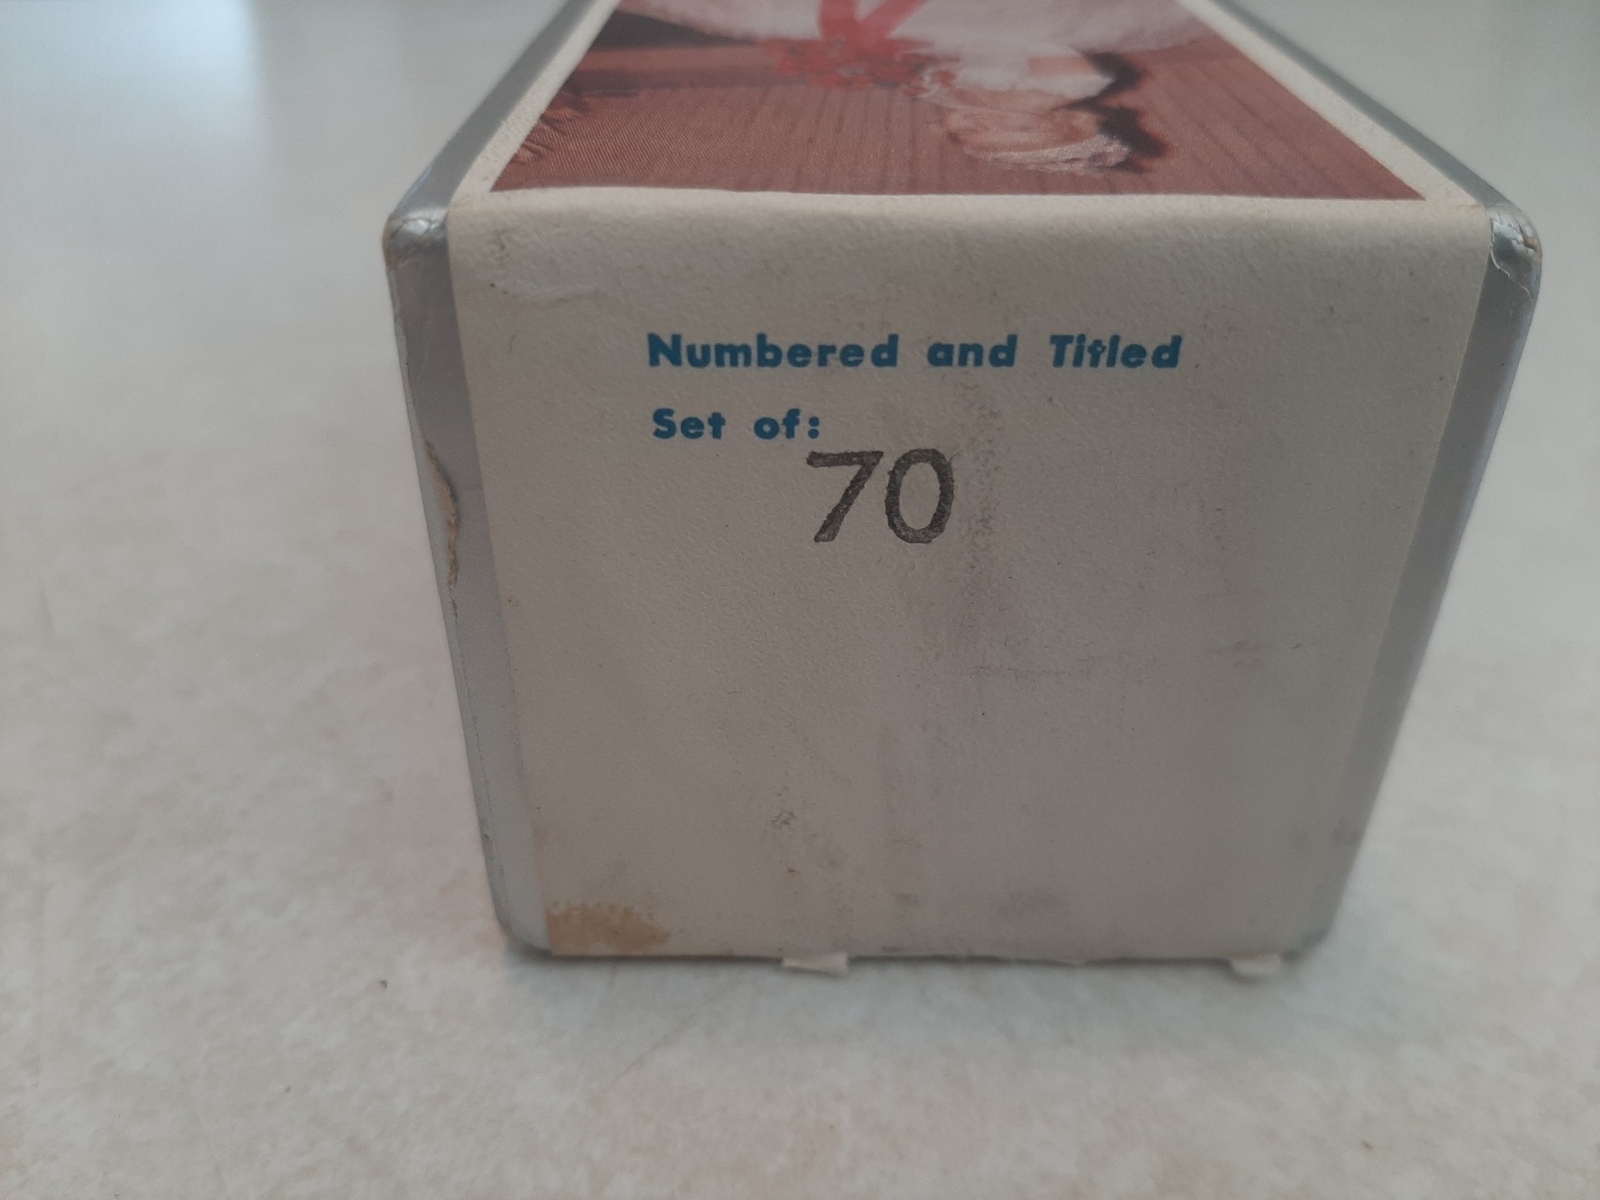 Numbered and Titled
Set of:
70